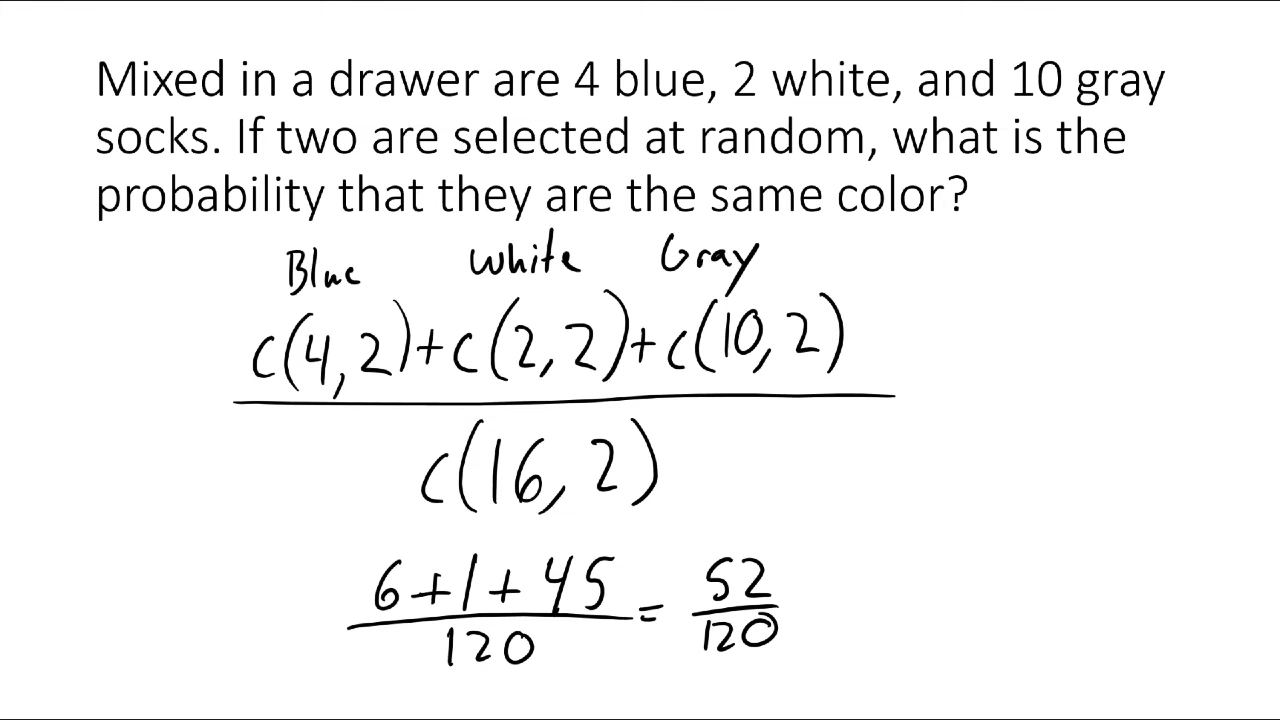 Mixed in a drawer are 4 blue, 2 white, and 10 gray
socks. If two are selected at random, what is the
probability that they are the same color?
Blue White Gray
c(4,2)+c(2,2)+c(10,2)
c(16,2)
6+1+45 = 52
120 120